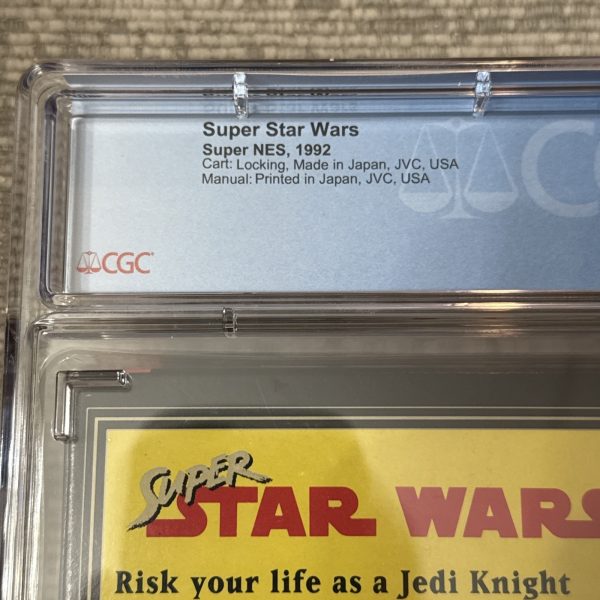 Super Star Wars
Super NES, 1992
Cart: Locking, Made in Japan, JVC, USA
Manual: Printed in Japan, JVC, USA
CGC
CGC®
SUPER
STAR WARS
Risk your life as a Jedi Knight